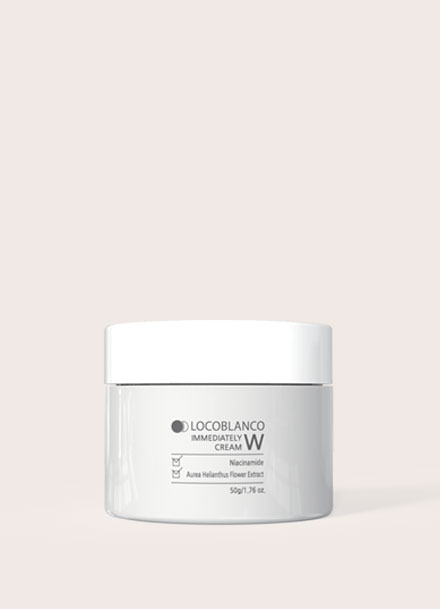 LOCOBLANCO
IMMEDIATELY
CREAM W
Niacinamide
Aurea Helianthus Flower Extract
50g/1.76 oz.